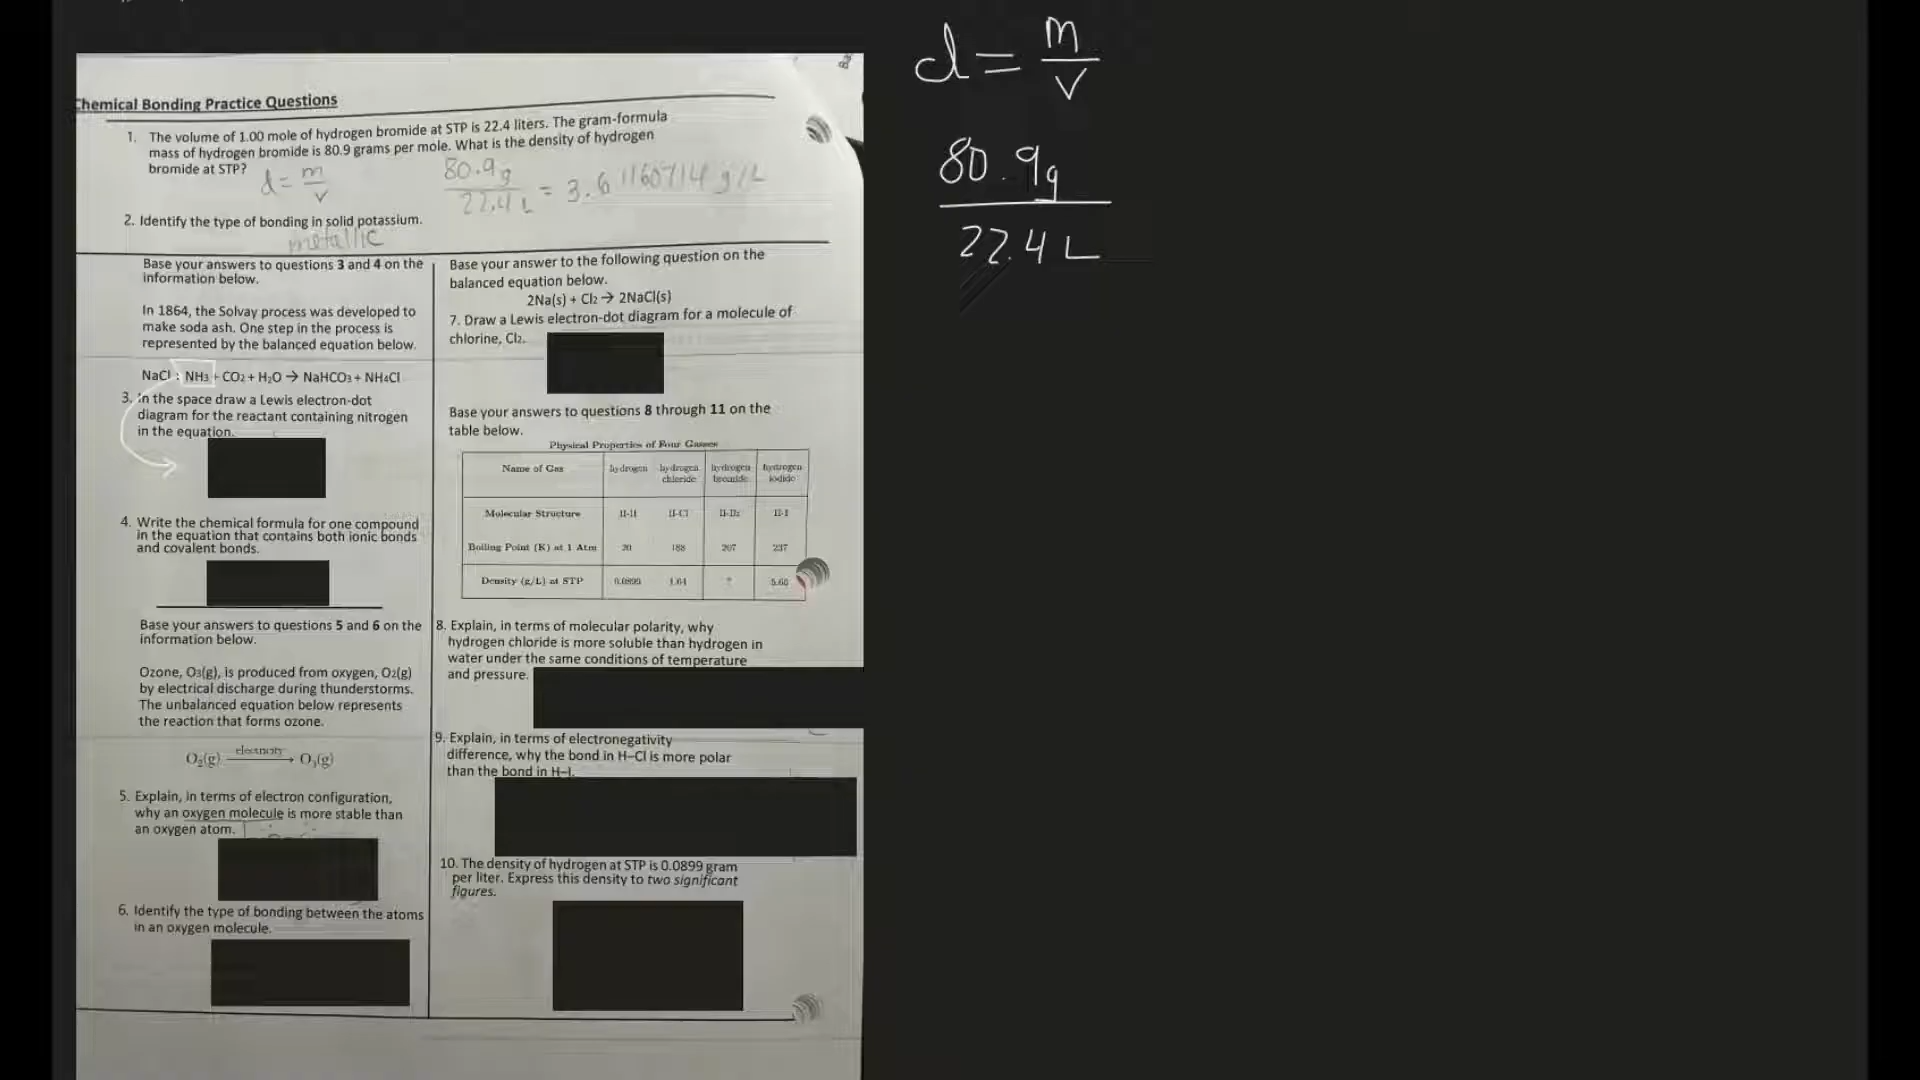 Chemical Bonding Practice Questions
1. The volume of 1.00 mole of hydrogen bromide at STP is 22.4 liters. The gram-formula
mass of hydrogen bromide is 80.9 grams per mole. What is the density of hydrogen
bromide at STP?
d = m/v
80.9g/22.4 L = 3.61160714 g/L
2. Identify the type of bonding in solid potassium.
metallic
Base your answers to questions 3 and 4 on the
information below.
In 1864, the Solvay process was developed to
make soda ash. One step in the process is
represented by the balanced equation below.
NaCl + NH3 + CO2 + H2O → NaHCO3 + NH4Cl
3. In the space draw a Lewis electron-dot
diagram for the reactant containing nitrogen
in the equation.
4. Write the chemical formula for one compound
in the equation that contains both ionic bonds
and covalent bonds.
Base your answers to questions 5 and 6 on the
information below.
Ozone, O3(g), is produced from oxygen, O2(g)
by electrical discharge during thunderstorms.
The unbalanced equation below represents
the reaction that forms ozone.
O2(g) electricity → O3(g)
5. Explain, in terms of electron configuration,
why an oxygen molecule is more stable than
an oxygen atom.
6. Identify the type of bonding between the atoms
in an oxygen molecule.
Base your answer to the following question on the
balanced equation below.
2Na(s) + Cl2 → 2NaCl(s)
7. Draw a Lewis electron-dot diagram for a molecule of
chlorine, Cl2.
Base your answers to questions 8 through 11 on the
table below.
Physical Properties of Four Gasses
Name of Gas hydrogen hydrogen chloride hydrogen bromide hydrogen iodide
Molecular Structure H-H H-Cl H-Br H-I
Boiling Point (K) at 1 Atm 20 188 207 237
Density (g/L) at STP 0.0899 1.64 ? 5.66
8. Explain, in terms of molecular polarity, why
hydrogen chloride is more soluble than hydrogen in
water under the same conditions of temperature
and pressure.
9. Explain, in terms of electronegativity
difference, why the bond in H–Cl is more polar
than the bond in H–I.
10. The density of hydrogen at STP is 0.0899 gram
per liter. Express this density to two significant
figures.
d = m/v
80.9g
22.4 L